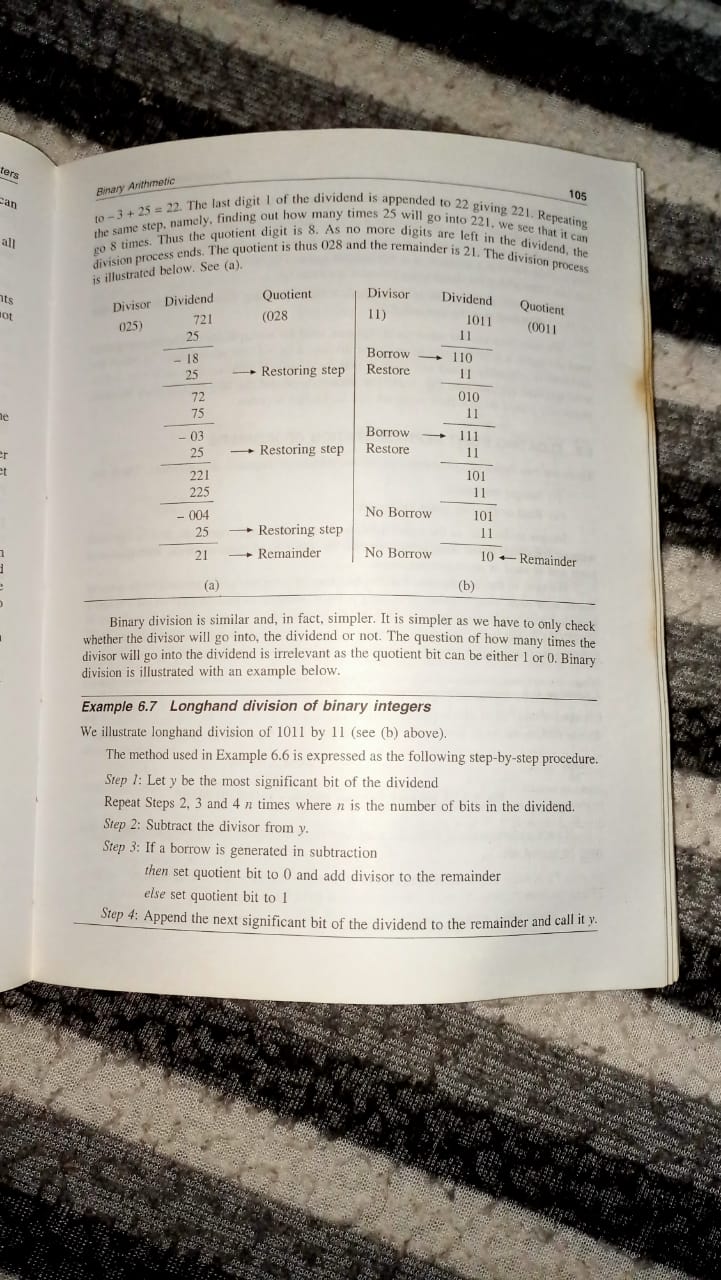 ters
can
all
nts
not
ne
er
et
Binary Arithmetic 105
to – 3 + 25 = 22. The last digit 1 of the dividend is appended to 22 giving 221. Repeating
the same step, namely, finding out how many times 25 will go into 221, we see that it can
go 8 times. Thus the quotient digit is 8. As no more digits are left in the dividend, the
division process ends. The quotient is thus 028 and the remainder is 21. The division process
is illustrated below. See (a).
Divisor Dividend Quotient Divisor Dividend Quotient
025) 721 (028 11) 1011 (0011
25 11
– 18 Borrow → 110
25 → Restoring step Restore 11
72 010
75 11
– 03 Borrow → 111
25 → Restoring step Restore 11
221 101
225 11
– 004 No Borrow 101
25 → Restoring step 11
21 → Remainder No Borrow 10 ← Remainder
(a) (b)
Binary division is similar and, in fact, simpler. It is simpler as we have to only check
whether the divisor will go into, the dividend or not. The question of how many times the
divisor will go into the dividend is irrelevant as the quotient bit can be either 1 or 0. Binary
division is illustrated with an example below.
Example 6.7 Longhand division of binary integers
We illustrate longhand division of 1011 by 11 (see (b) above).
The method used in Example 6.6 is expressed as the following step-by-step procedure.
Step 1: Let y be the most significant bit of the dividend
Repeat Steps 2, 3 and 4 n times where n is the number of bits in the dividend.
Step 2: Subtract the divisor from y.
Step 3: If a borrow is generated in subtraction
then set quotient bit to 0 and add divisor to the remainder
else set quotient bit to 1
Step 4: Append the next significant bit of the dividend to the remainder and call it y.